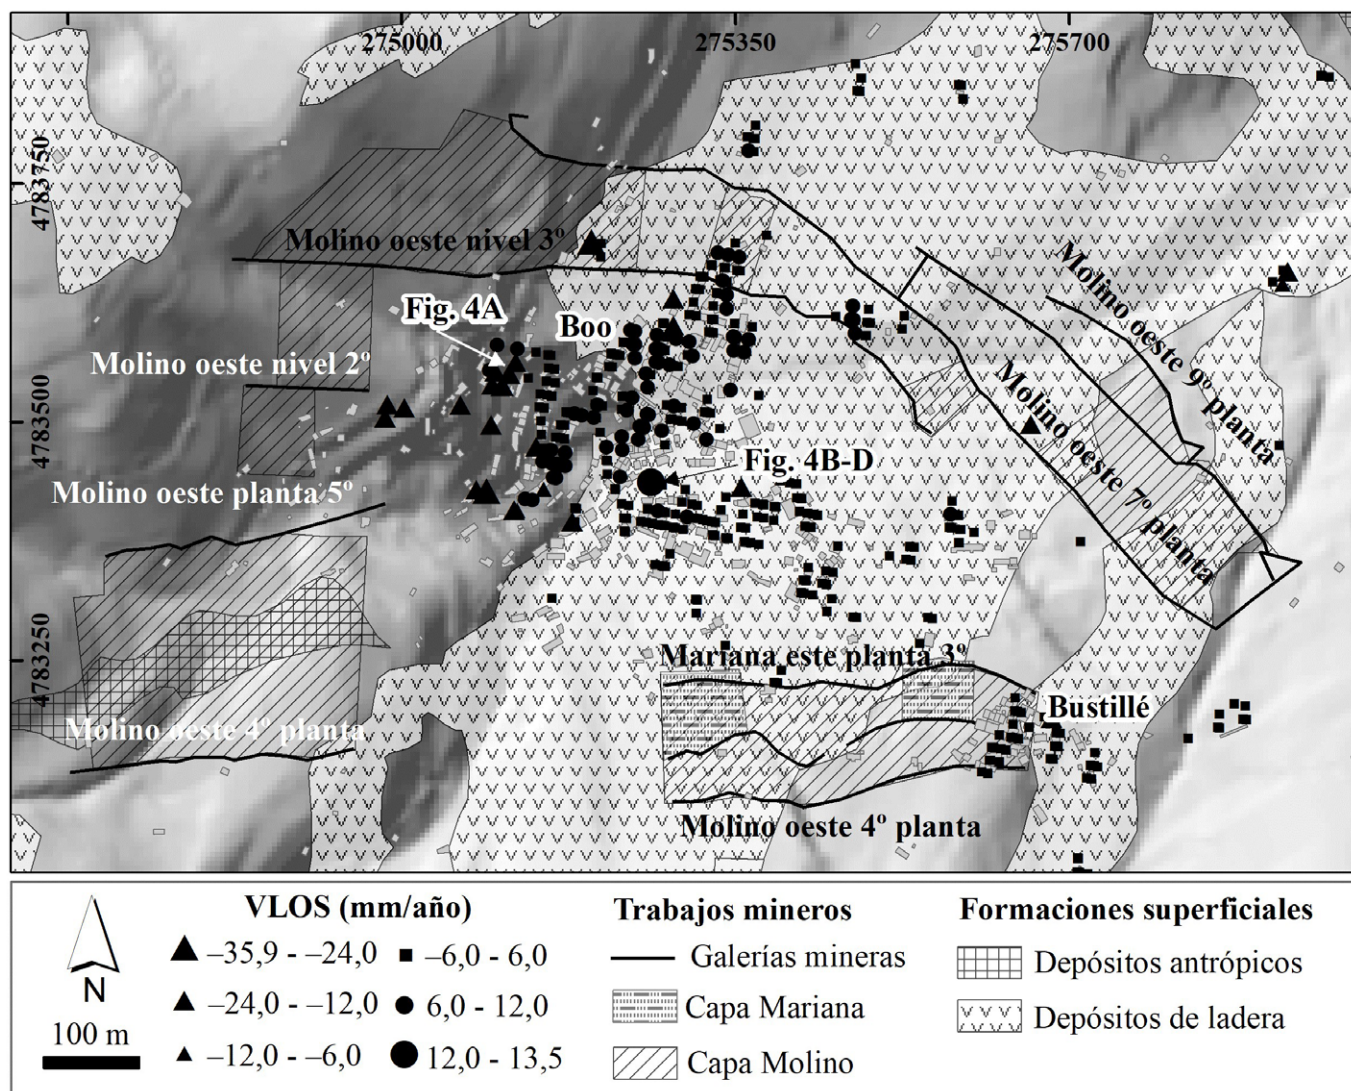 275000
275350
275700
4783750
4783500
4783250
Molino oeste nivel 3º
Fig. 4A
Boo
Molino oeste nivel 2º
Molino oeste 9º planta
Molino oeste 7º planta
Fig. 4B-D
Molino oeste planta 5º
Mariana este planta 3º
Bustillé
Molino oeste 4º planta
Molino oeste 4º planta
N
100 m
VLOS (mm/año)
–35,9 - –24,0
–24,0 - –12,0
–12,0 - –6,0
–6,0 - 6,0
6,0 - 12,0
12,0 - 13,5
Trabajos mineros
Galerías mineras
Capa Mariana
Capa Molino
Formaciones superficiales
Depósitos antrópicos
Depósitos de ladera